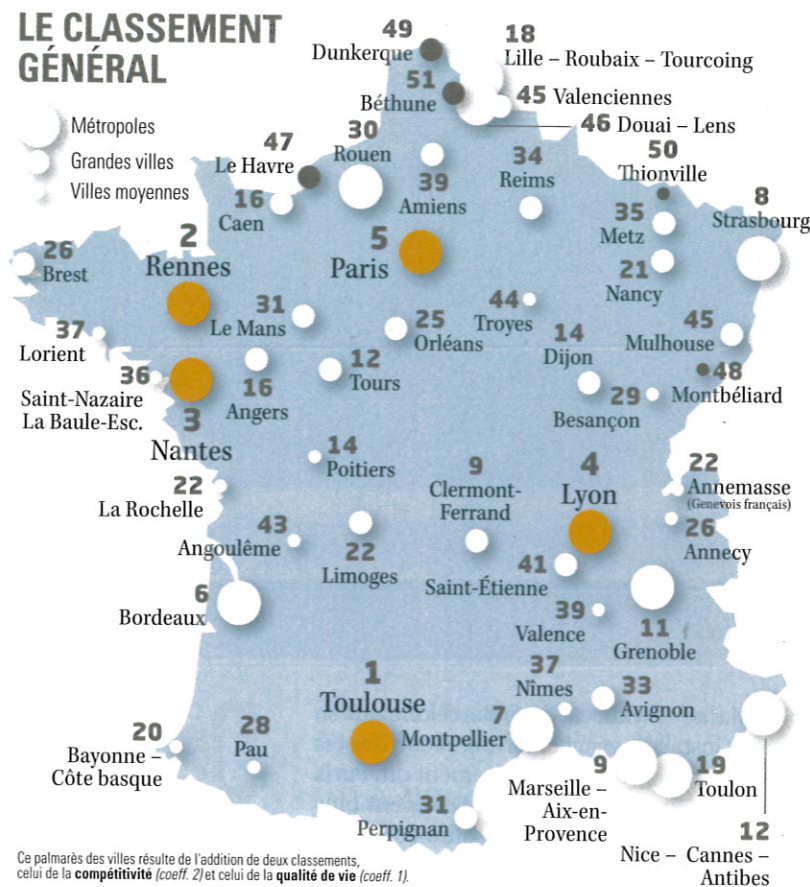 LE CLASSEMENT
GÉNÉRAL
Métropoles
Grandes villes
Villes moyennes
49
Dunkerque
18
Lille – Roubaix – Tourcoing
51
Béthune
45 Valenciennes
46 Douai – Lens
47
Le Havre
30
Rouen
39
Amiens
34
Reims
50
Thionville
8
Strasbourg
16
Caen
35
Metz
26
Brest
2
Rennes
5
Paris
21
Nancy
31
Le Mans
25
Orléans
44
Troyes
45
Mulhouse
37
Lorient
14
Dijon
48
Montbéliard
36
Saint-Nazaire
La Baule-Esc.
16
Angers
12
Tours
29
Besançon
3
Nantes
14
Poitiers
9
Clermont-
Ferrand
4
Lyon
22
Annemasse
(Genevois français)
22
La Rochelle
43
Angoulême
22
Limoges
41
Saint-Étienne
26
Annecy
6
Bordeaux
39
Valence
11
Grenoble
1
Toulouse
37
Nîmes
33
Avignon
7
Montpellier
20
Bayonne –
Côte basque
28
Pau
9
Marseille –
Aix-en-
Provence
19
Toulon
31
Perpignan
12
Nice – Cannes –
Antibes
Ce palmarès des villes résulte de l'addition de deux classements,
celui de la compétitivité (coeff. 2) et celui de la qualité de vie (coeff. 1).